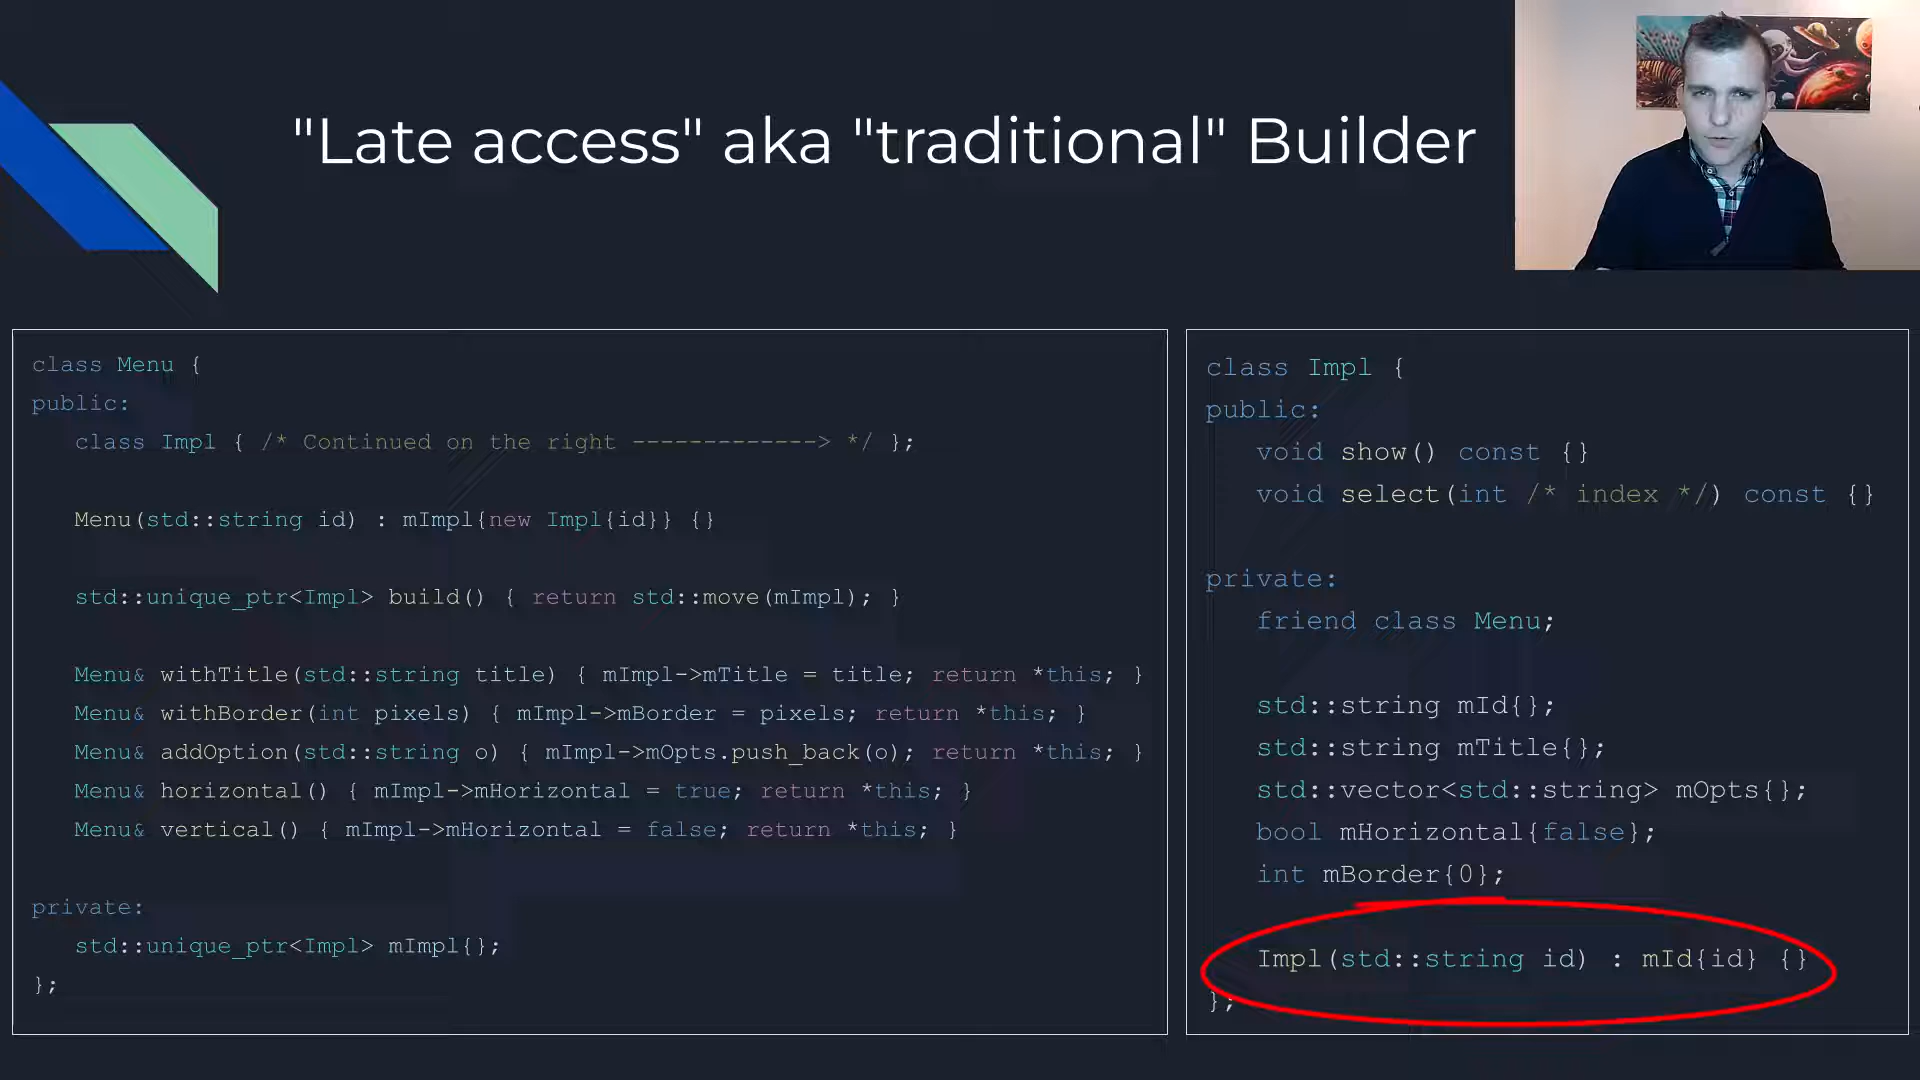 "Late access" aka "traditional" Builder
class Menu {
public:
   class Impl { /* Continued on the right -------------> */ };

   Menu(std::string id) : mImpl{new Impl{id}} {}

   std::unique_ptr<Impl> build() { return std::move(mImpl); }

   Menu& withTitle(std::string title) { mImpl->mTitle = title; return *this; }
   Menu& withBorder(int pixels) { mImpl->mBorder = pixels; return *this; }
   Menu& addOption(std::string o) { mImpl->mOpts.push_back(o); return *this; }
   Menu& horizontal() { mImpl->mHorizontal = true; return *this; }
   Menu& vertical() { mImpl->mHorizontal = false; return *this; }

private:
   std::unique_ptr<Impl> mImpl{};
};
class Impl {
public:
   void show() const {}
   void select(int /* index */) const {}

private:
   friend class Menu;

   std::string mId{};
   std::string mTitle{};
   std::vector<std::string> mOpts{};
   bool mHorizontal{false};
   int mBorder{0};

   Impl(std::string id) : mId{id} {}
};